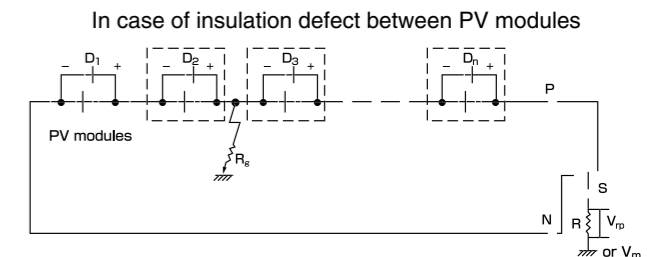 In case of insulation defect between PV modules
− D1 + − D2 + − D3 + − Dn +
P
PV modules
Rg
S
N R Vrp
or Vm